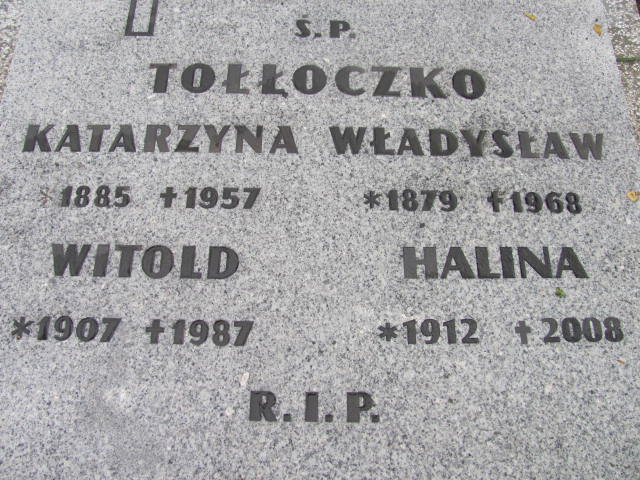 Ś.P.
TOŁŁOCZKO
KATARZYNA WŁADYSŁAW
*1885 †1957 *1879 †1968
WITOLD HALINA
*1907 †1987 *1912 †2008
R.I.P.